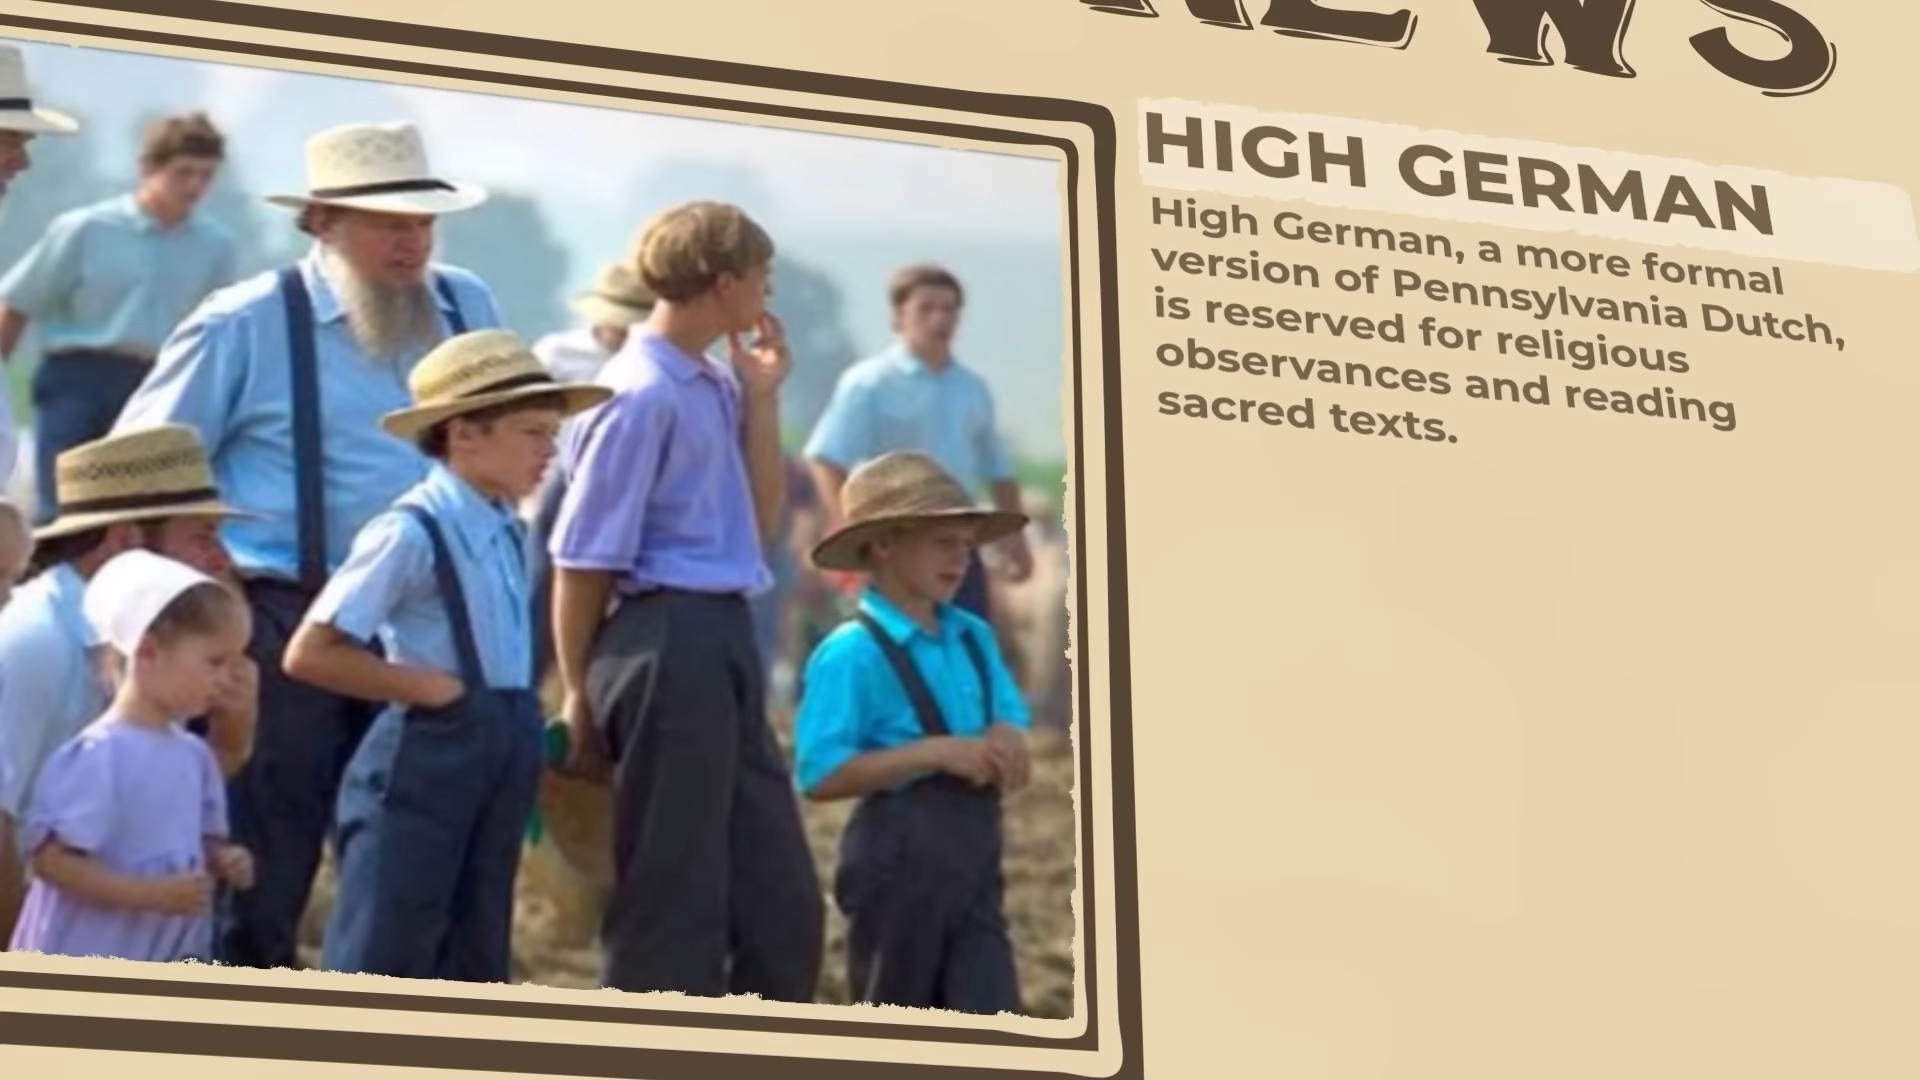 NEWS
HIGH GERMAN
High German, a more formal
version of Pennsylvania Dutch,
is reserved for religious
observances and reading
sacred texts.